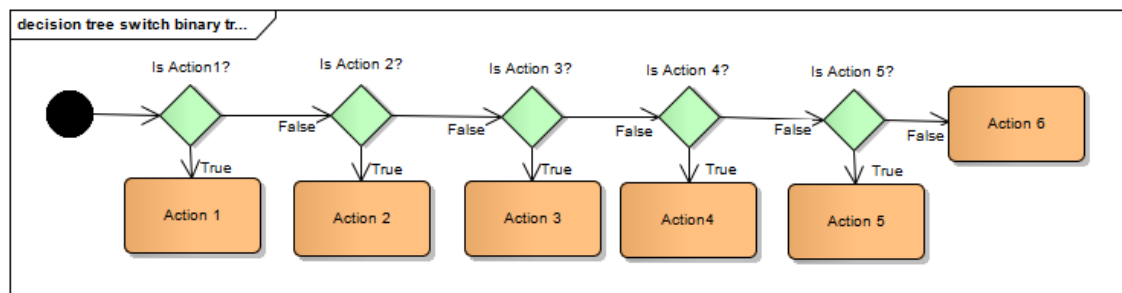 decision tree switch binary tr...
Is Action1?
Is Action 2?
Is Action 3?
Is Action 4?
Is Action 5?
False
False
False
False
False
Action 6
True
True
True
True
True
Action 1
Action 2
Action 3
Action4
Action 5